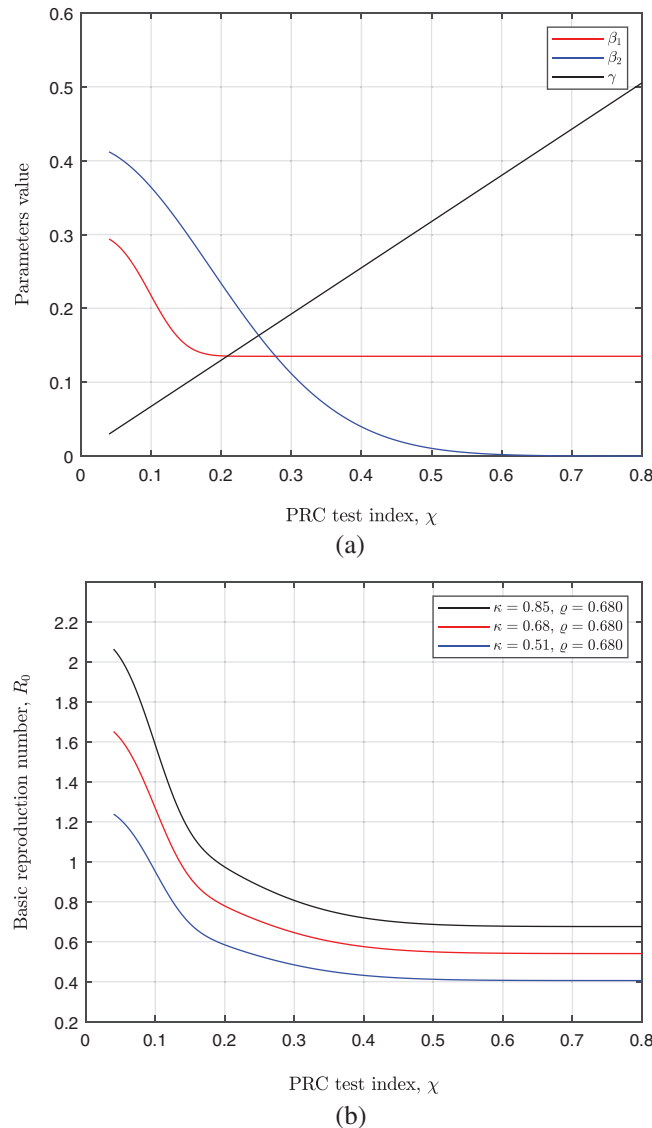 0.6
0.5
0.4
0.3
0.2
0.1
0
Parameters value
β₁
β₂
γ
0 0.1 0.2 0.3 0.4 0.5 0.6 0.7 0.8
PRC test index, χ
(a)
2.2
2
1.8
1.6
1.4
1.2
1
0.8
0.6
0.4
0.2
Basic reproduction number, R₀
κ = 0.85, ϱ = 0.680
κ = 0.68, ϱ = 0.680
κ = 0.51, ϱ = 0.680
0 0.1 0.2 0.3 0.4 0.5 0.6 0.7 0.8
PRC test index, χ
(b)